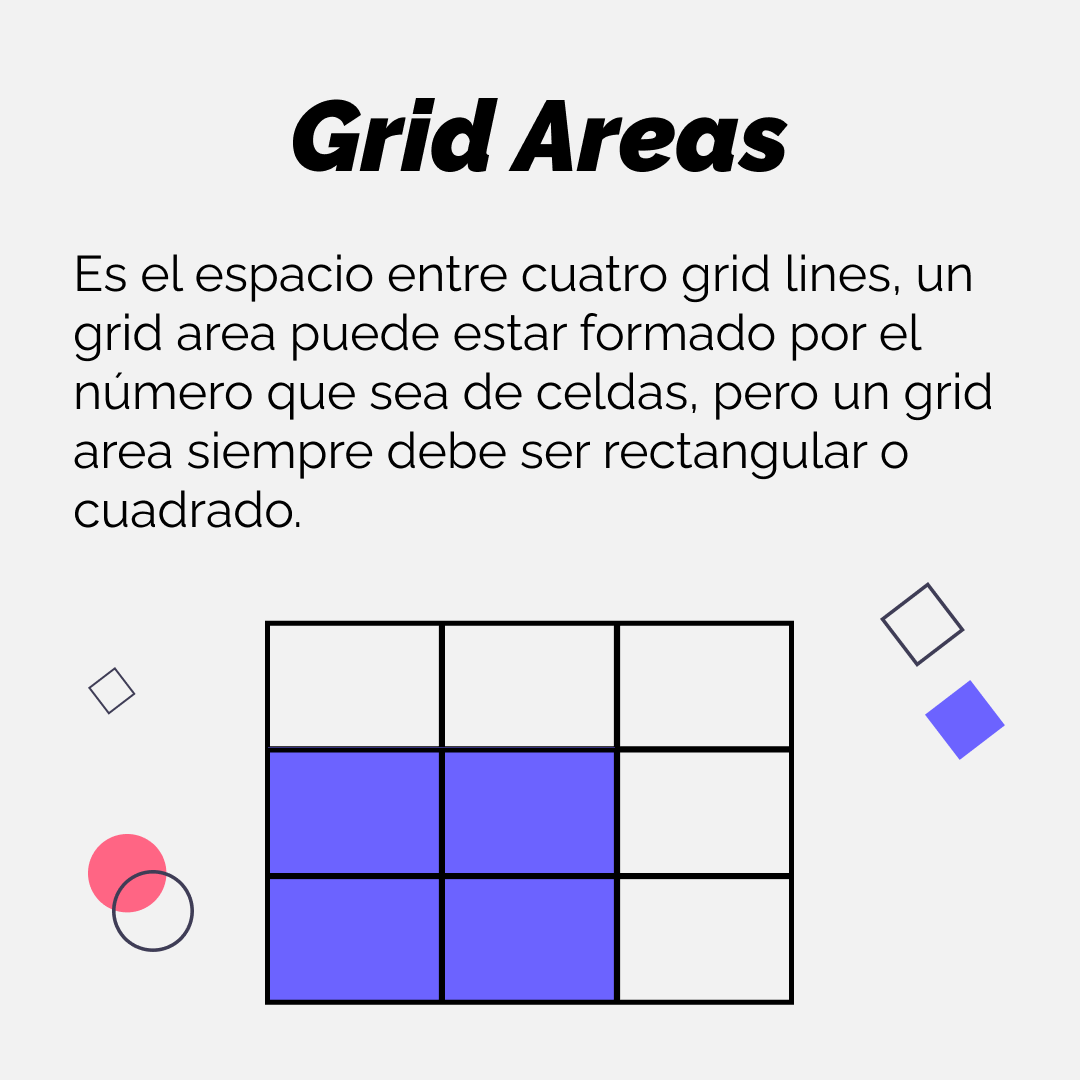 Grid Areas
Es el espacio entre cuatro grid lines, un
grid area puede estar formado por el
número que sea de celdas, pero un grid
area siempre debe ser rectangular o
cuadrado.